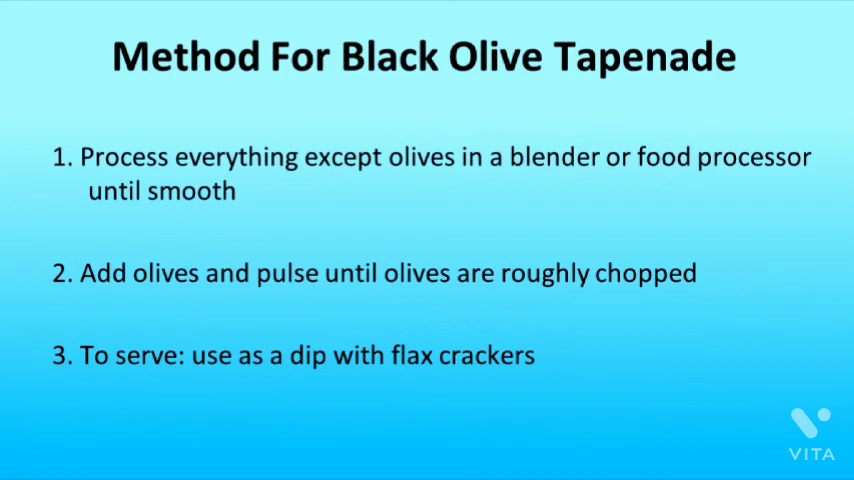 Method For Black Olive Tapenade
1. Process everything except olives in a blender or food processor
until smooth
2. Add olives and pulse until olives are roughly chopped
3. To serve: use as a dip with flax crackers
VITA